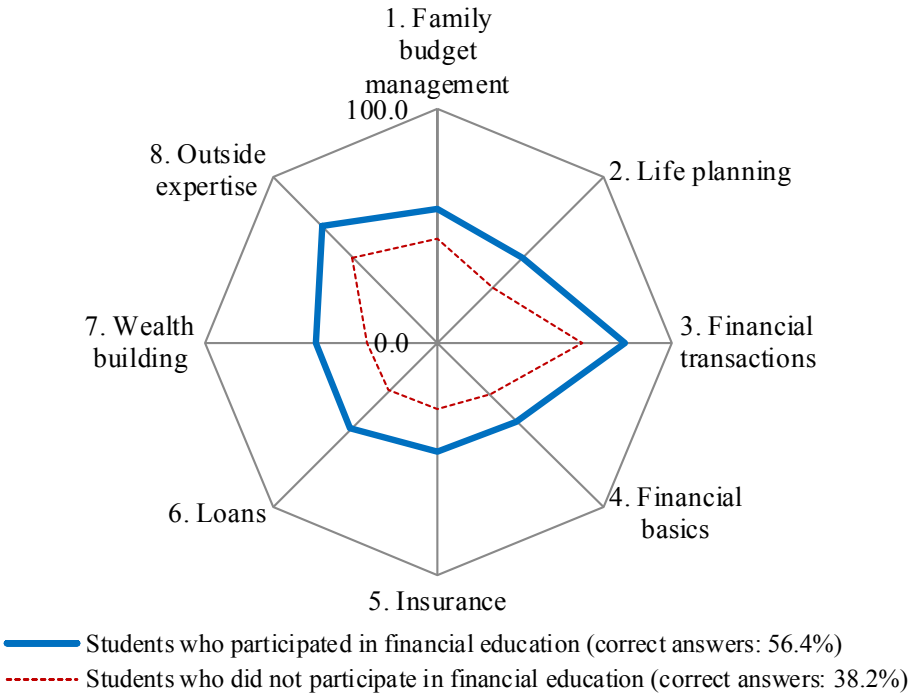 1. Family
budget
management
100.0
8. Outside
expertise
2. Life planning
7. Wealth
building
0.0
3. Financial
transactions
6. Loans
4. Financial
basics
5. Insurance
Students who participated in financial education (correct answers: 56.4%)
Students who did not participate in financial education (correct answers: 38.2%)